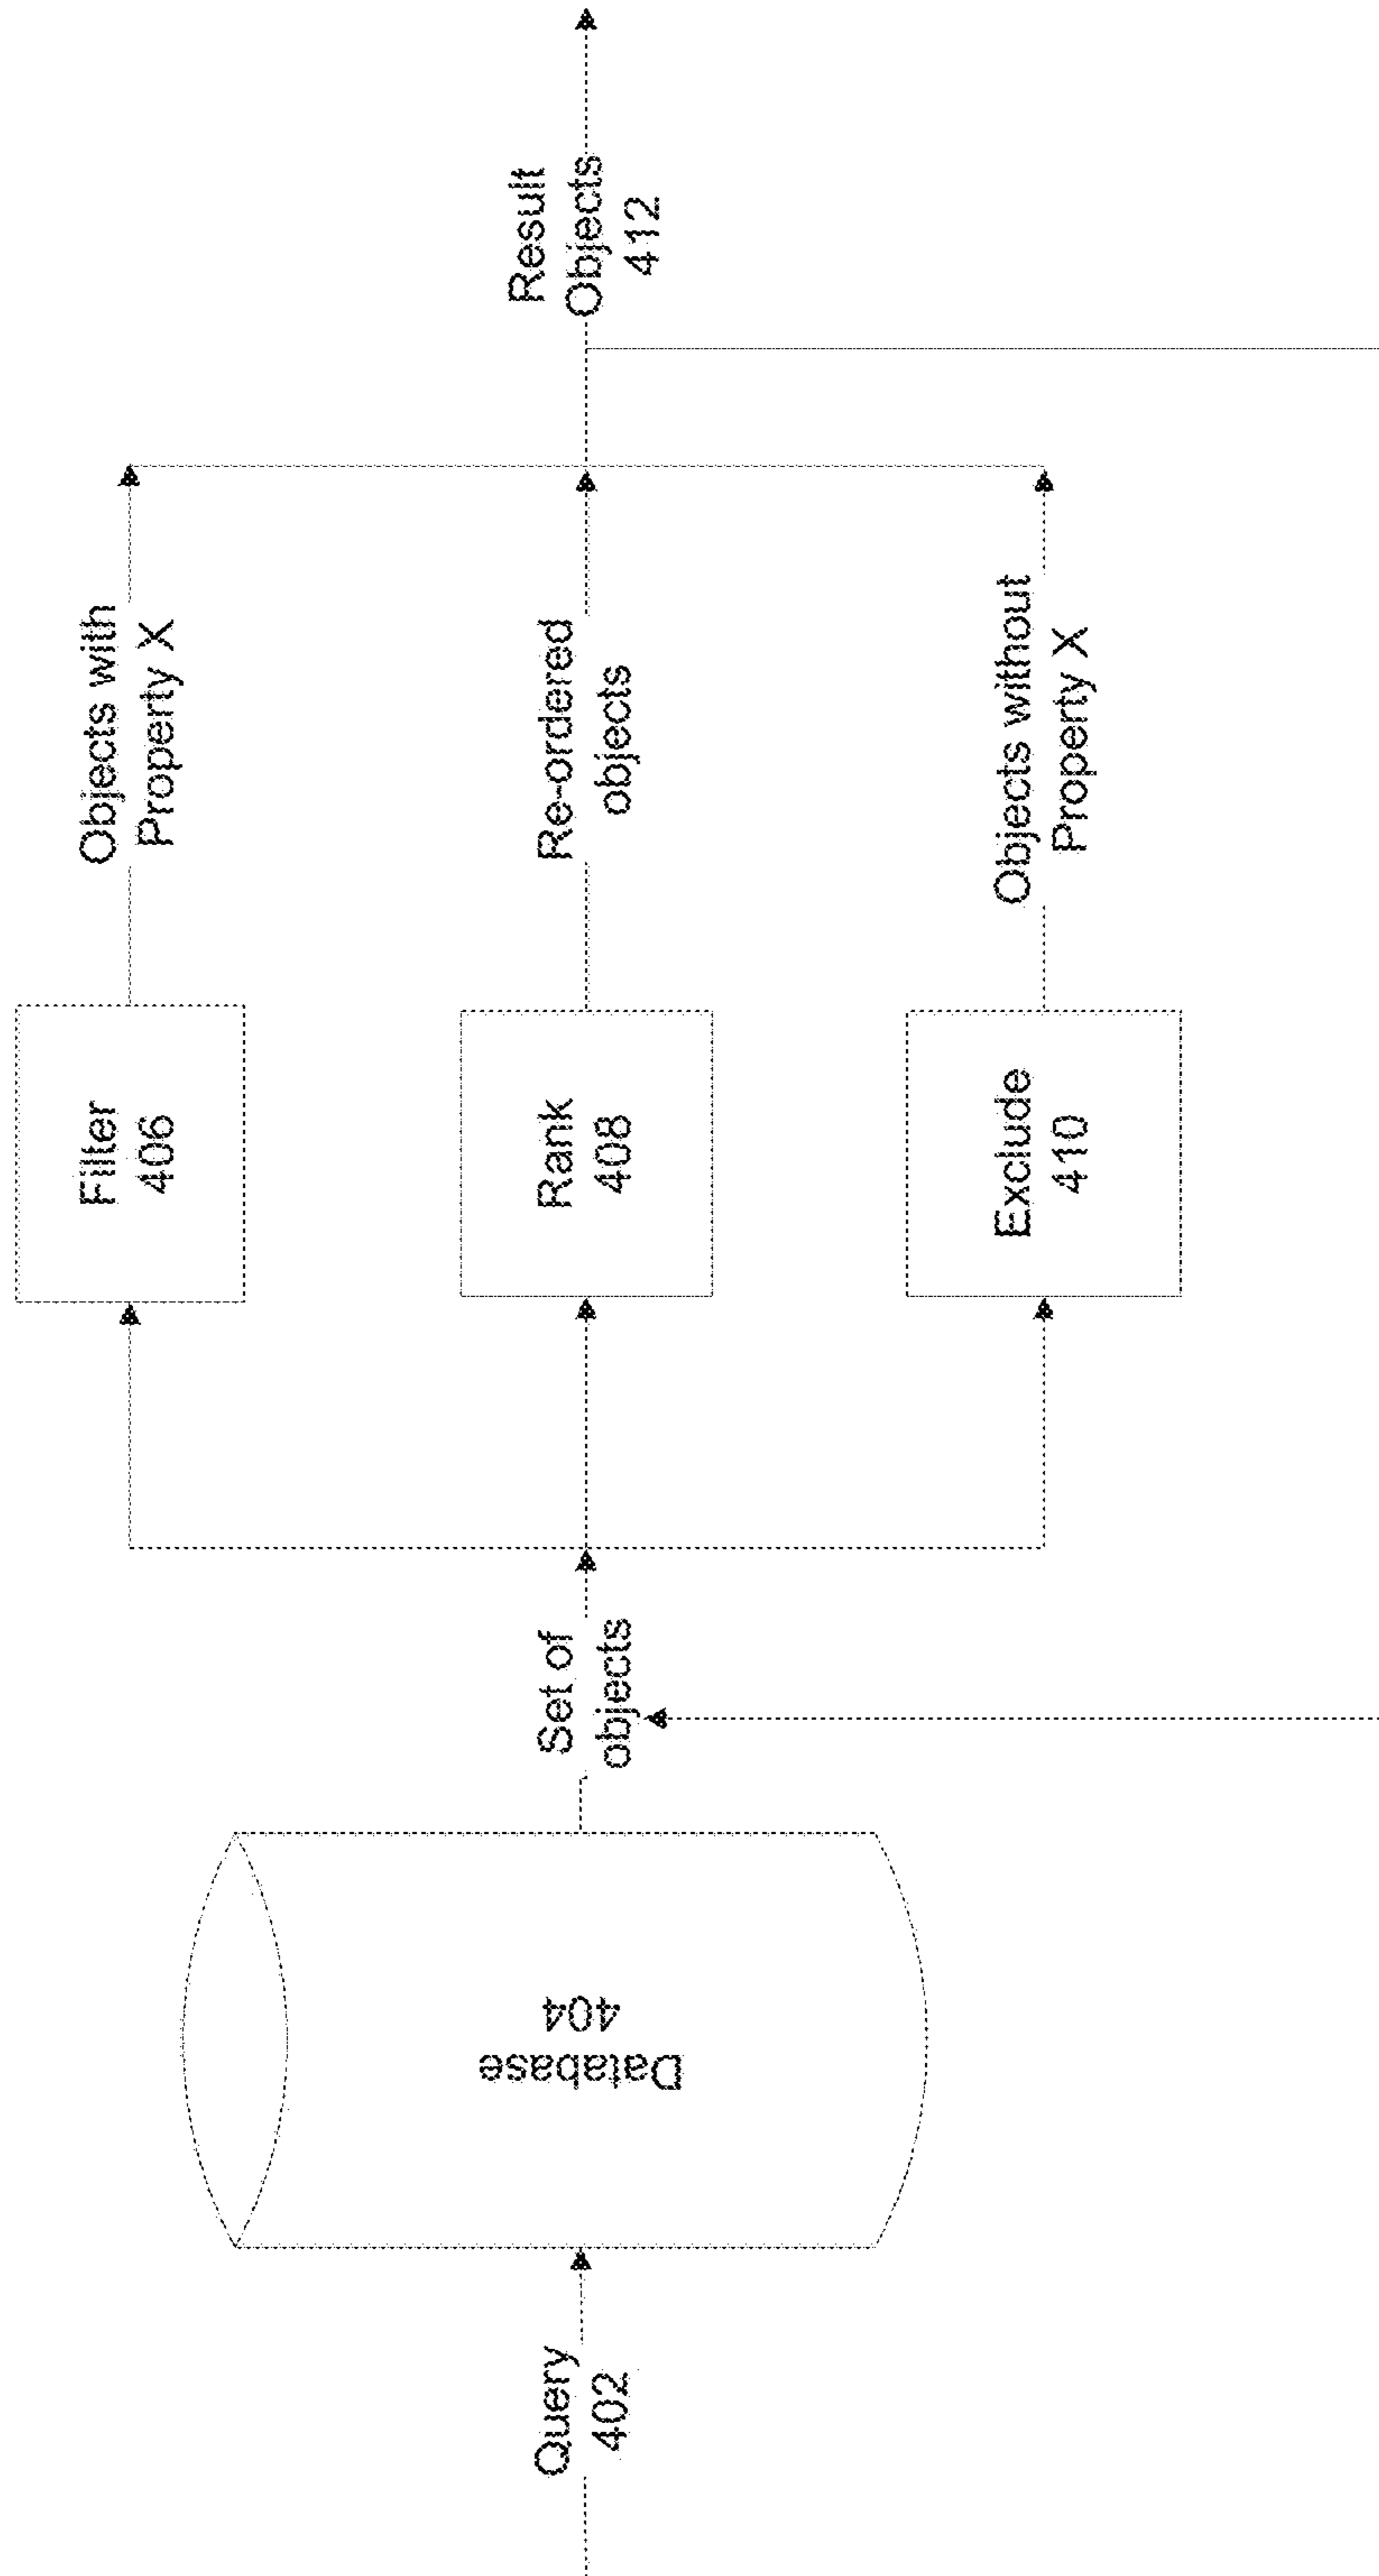 Query
402
Database
404
Set of
objects
Filter
406
Rank
408
Exclude
410
Objects with
Property X
Re-ordered
objects
Objects without
Property X
Result
Objects
412